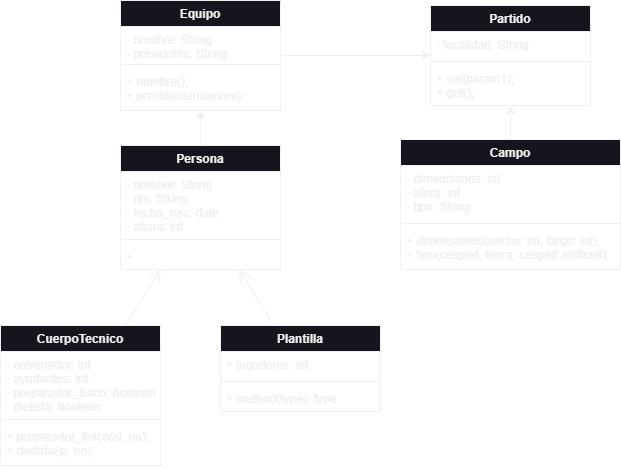 Equipo
- nombre: String
- presidente: String
+ nombre();
+ presidente(nombre);
Partido
- localidad: String
+ set(param1);
+ get();
Persona
- nombre: String
- dni: String
- fecha_nac: date
- altura: int
+
Campo
- dimensiones: int
- aforo: int
- tipo: String
+ dimensiones(ancho: int, largo: int);
+ tipo(cesped, tierra, cesped artificial);
CuerpoTecnico
- entrenador: int
- ayudantes: int
- preparador_fisico: boolean
- dietista: boolean
+ preparador_fisico(si, no);
+ dietista(si, no);
Plantilla
+ jugadores: int
+ method(type): type